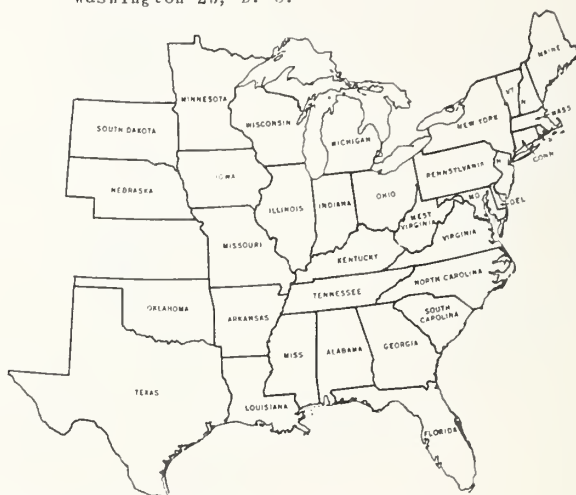 Washington 25, D. C.
MAINE
VT
N
MASS
CONN
NEW YORK
MINNESOTA
WISCONSIN
MICHIGAN
SOUTH DAKOTA
IOWA
NEBRASKA
PENNSYLVANIA
N
MD
DEL
ILLINOIS
INDIANA
OHIO
WEST
VIRGINIA
VIRGINIA
MISSOURI
KENTUCKY
NORTH CAROLINA
TENNESSEE
OKLAHOMA
ARKANSAS
SOUTH
CAROLINA
MISS
ALABAMA
GEORGIA
TEXAS
LOUISIANA
FLORIDA